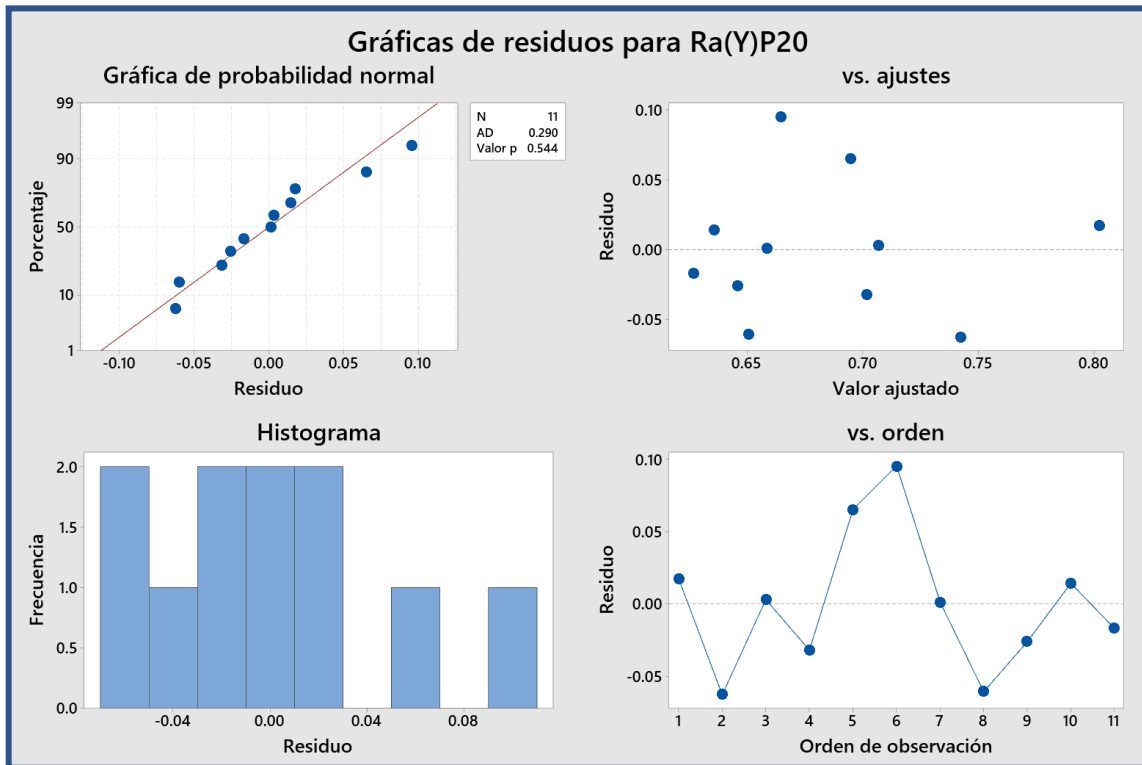 Gráficas de residuos para Ra(Y)P20
Gráfica de probabilidad normal
99
90
50
10
1
Porcentaje
-0.10 -0.05 0.00 0.05 0.10
Residuo
N 11
AD 0.290
Valor p 0.544
vs. ajustes
0.10
0.05
0.00
-0.05
Residuo
0.65 0.70 0.75 0.80
Valor ajustado
Histograma
2.0
1.5
1.0
0.5
0.0
Frecuencia
-0.04 0.00 0.04 0.08
Residuo
vs. orden
0.10
0.05
0.00
-0.05
Residuo
1 2 3 4 5 6 7 8 9 10 11
Orden de observación